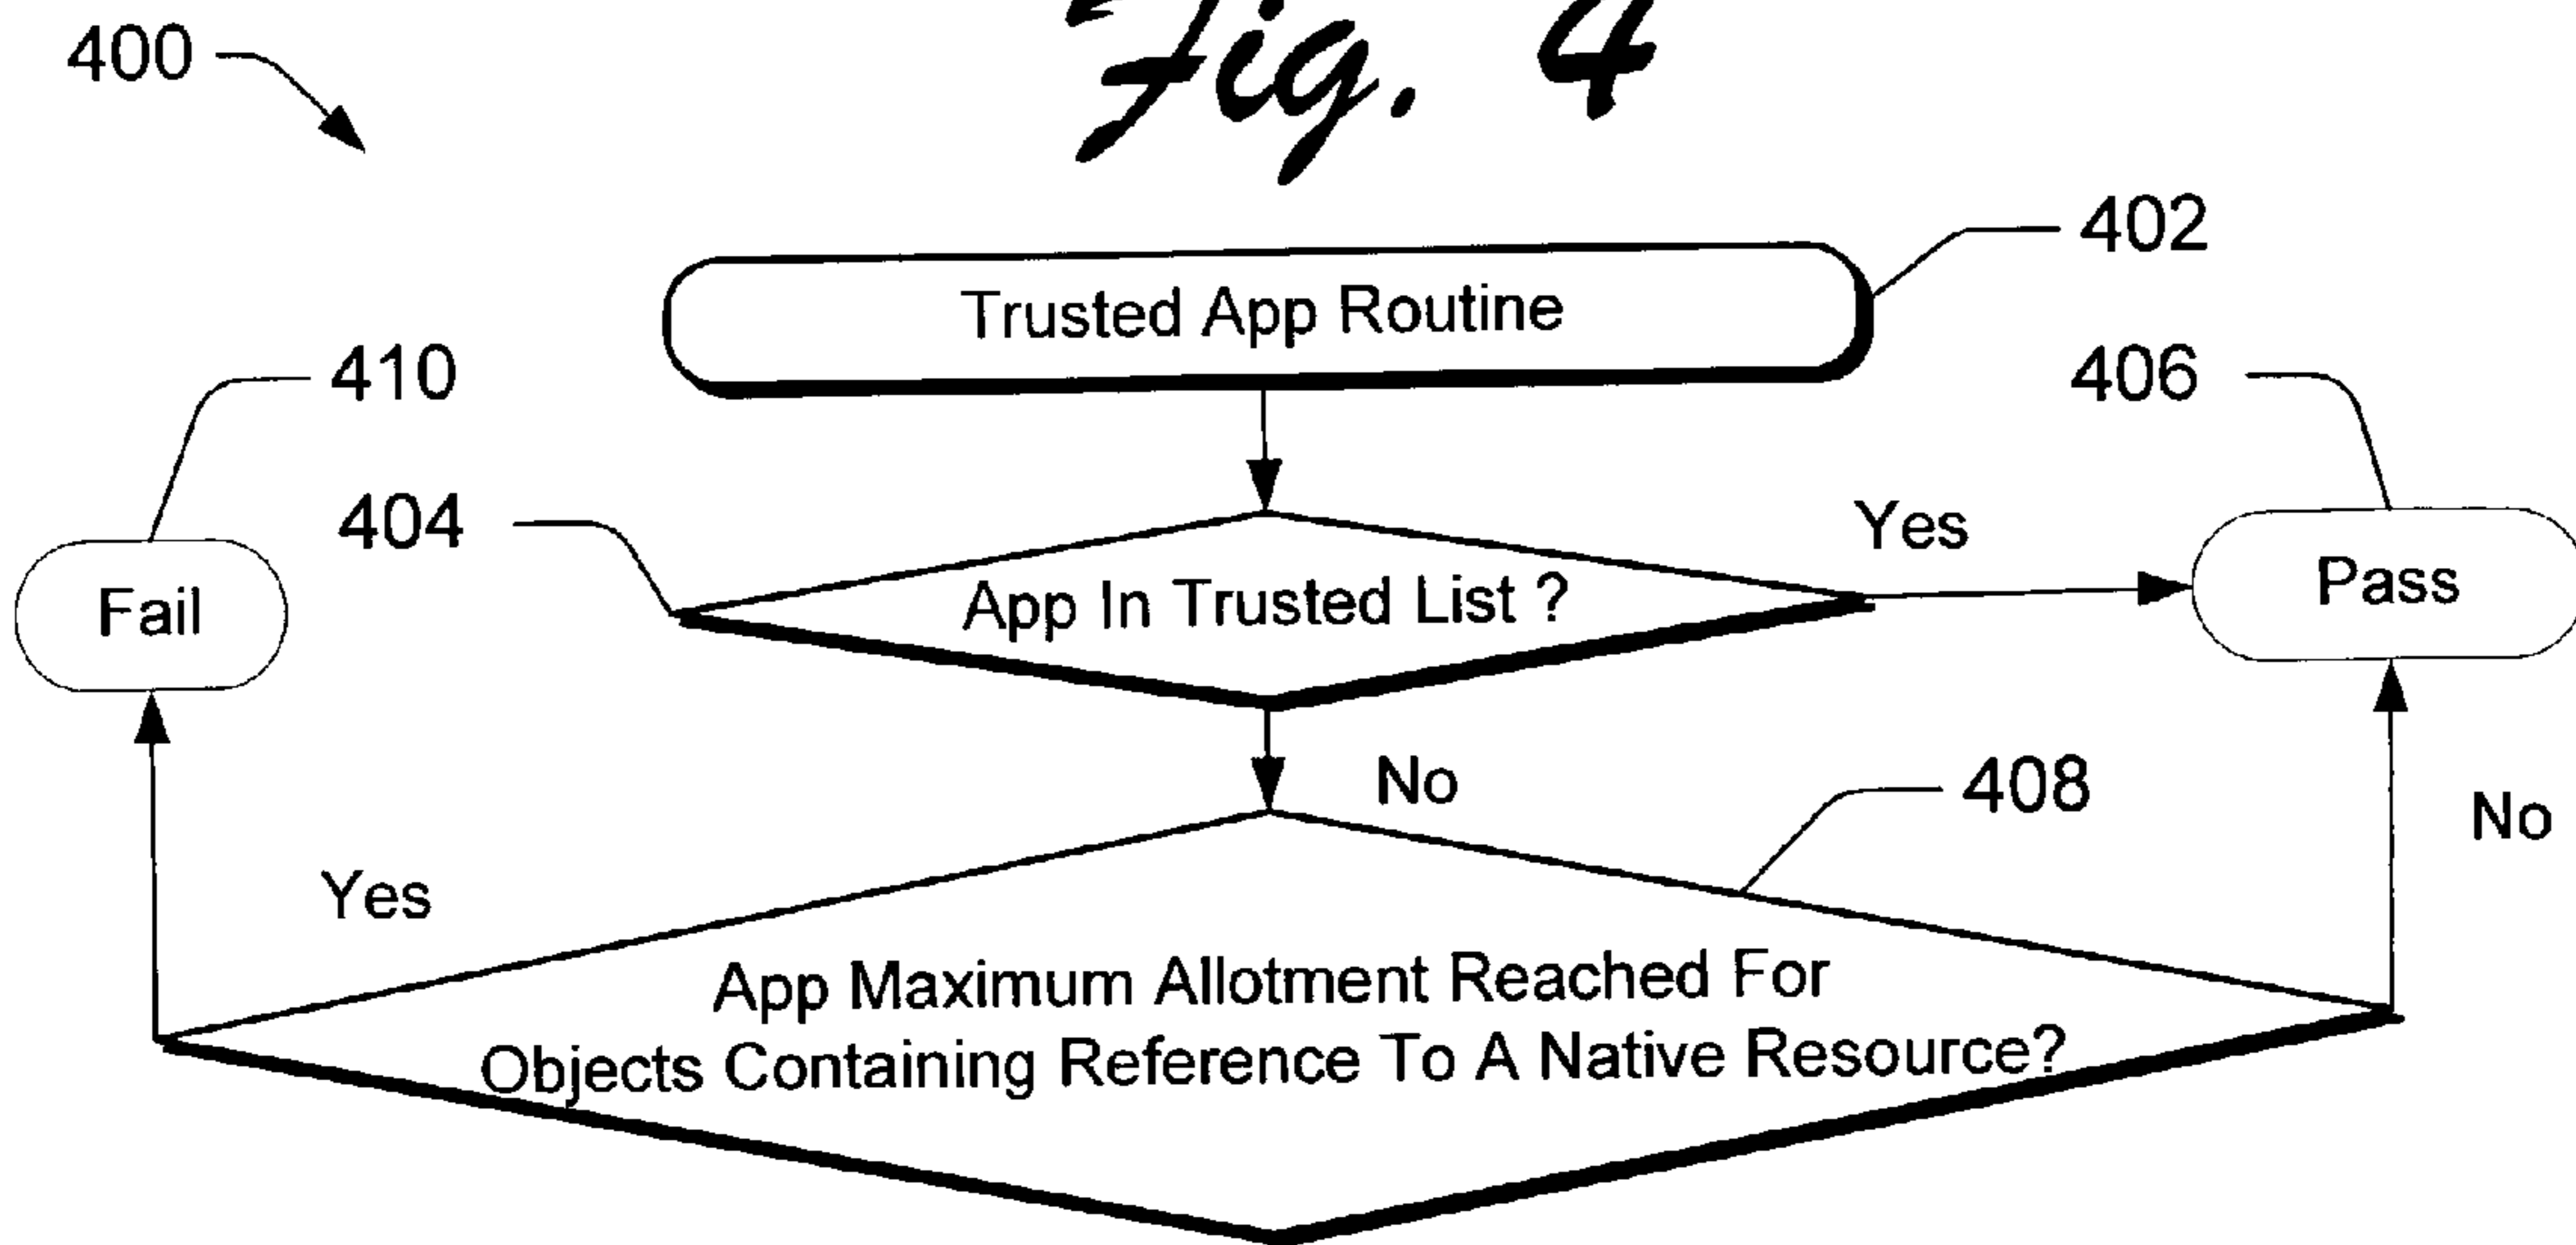 Fig. 4
400
402
Trusted App Routine
410
406
404
Yes
Fail
App In Trusted List ?
Pass
No
408
No
Yes
App Maximum Allotment Reached For
Objects Containing Reference To A Native Resource?